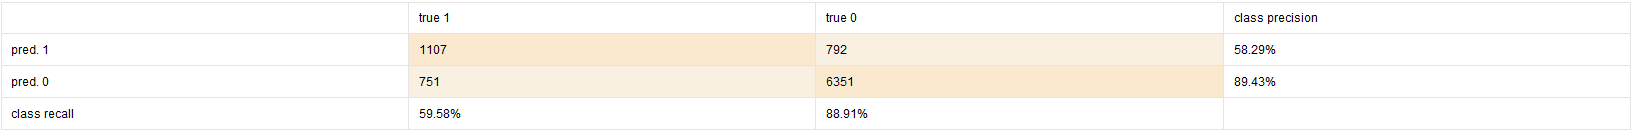 true 1 true 0 class precision
pred. 1 1107 792 58.29%
pred. 0 751 6351 89.43%
class recall 59.58% 88.91%